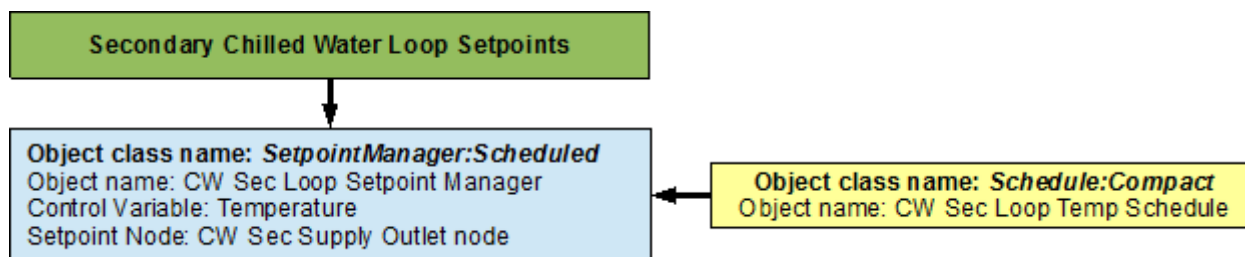 Secondary Chilled Water Loop Setpoints
Object class name: SetpointManager:Scheduled
Object name: CW Sec Loop Setpoint Manager
Control Variable: Temperature
Setpoint Node: CW Sec Supply Outlet node
Object class name: Schedule:Compact
Object name: CW Sec Loop Temp Schedule